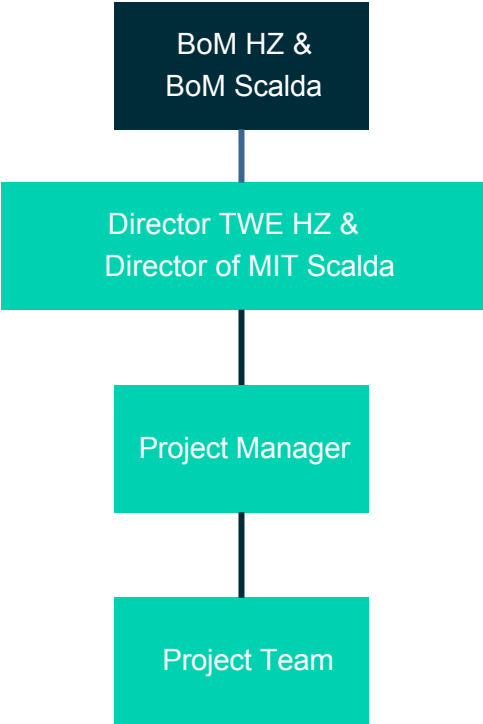 BoM HZ &
BoM Scalda
Director TWE HZ &
Director of MIT Scalda
Project Manager
Project Team